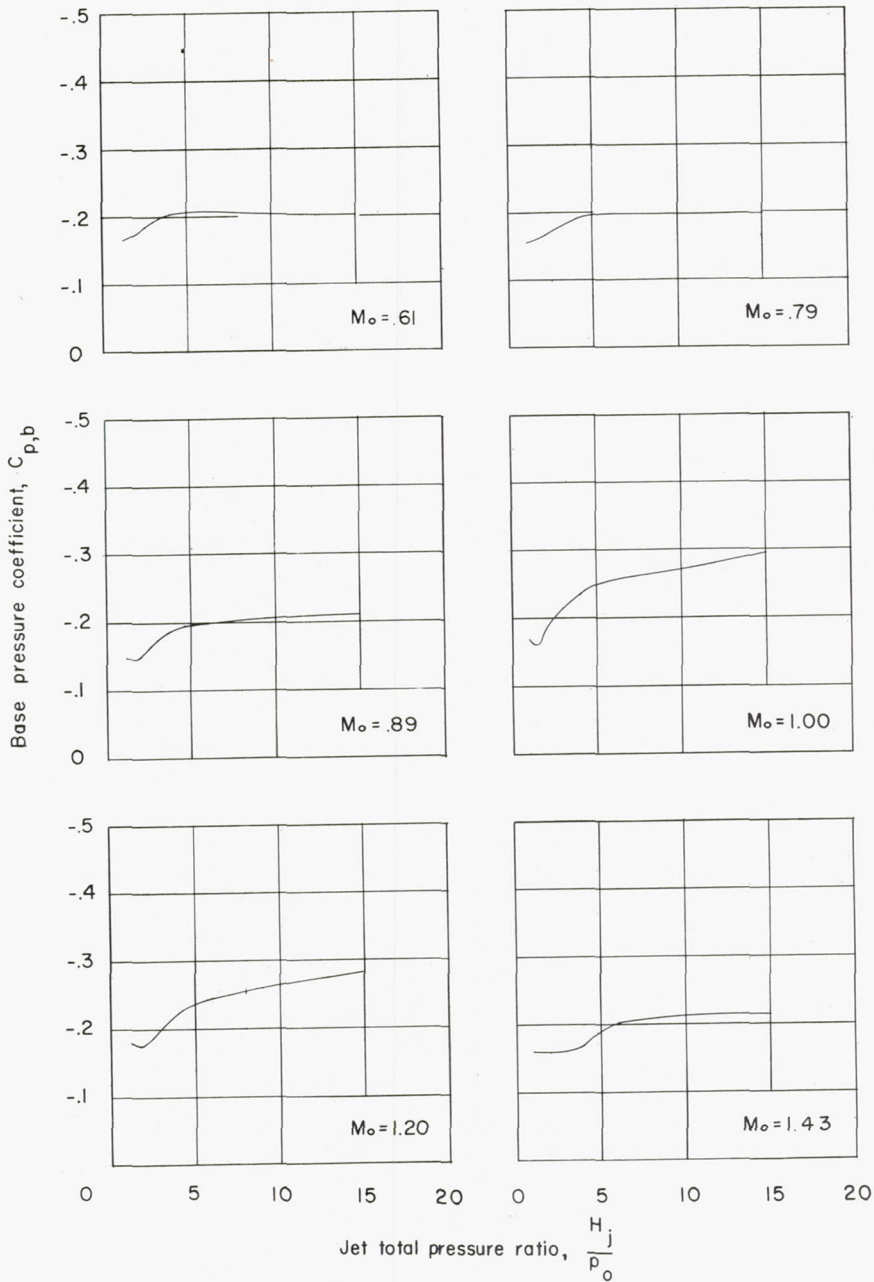 -.5
-.4
-.3
-.2
-.1
0
Mo=.61
Mo=.79
-.5
-.4
-.3
-.2
-.1
0
Mo=.89
Mo=1.00
Base pressure coefficient, Cp,b
-.5
-.4
-.3
-.2
-.1
Mo=1.20
Mo=1.43
0 5 10 15 20
0 5 10 15 20
Jet total pressure ratio, Hj/po